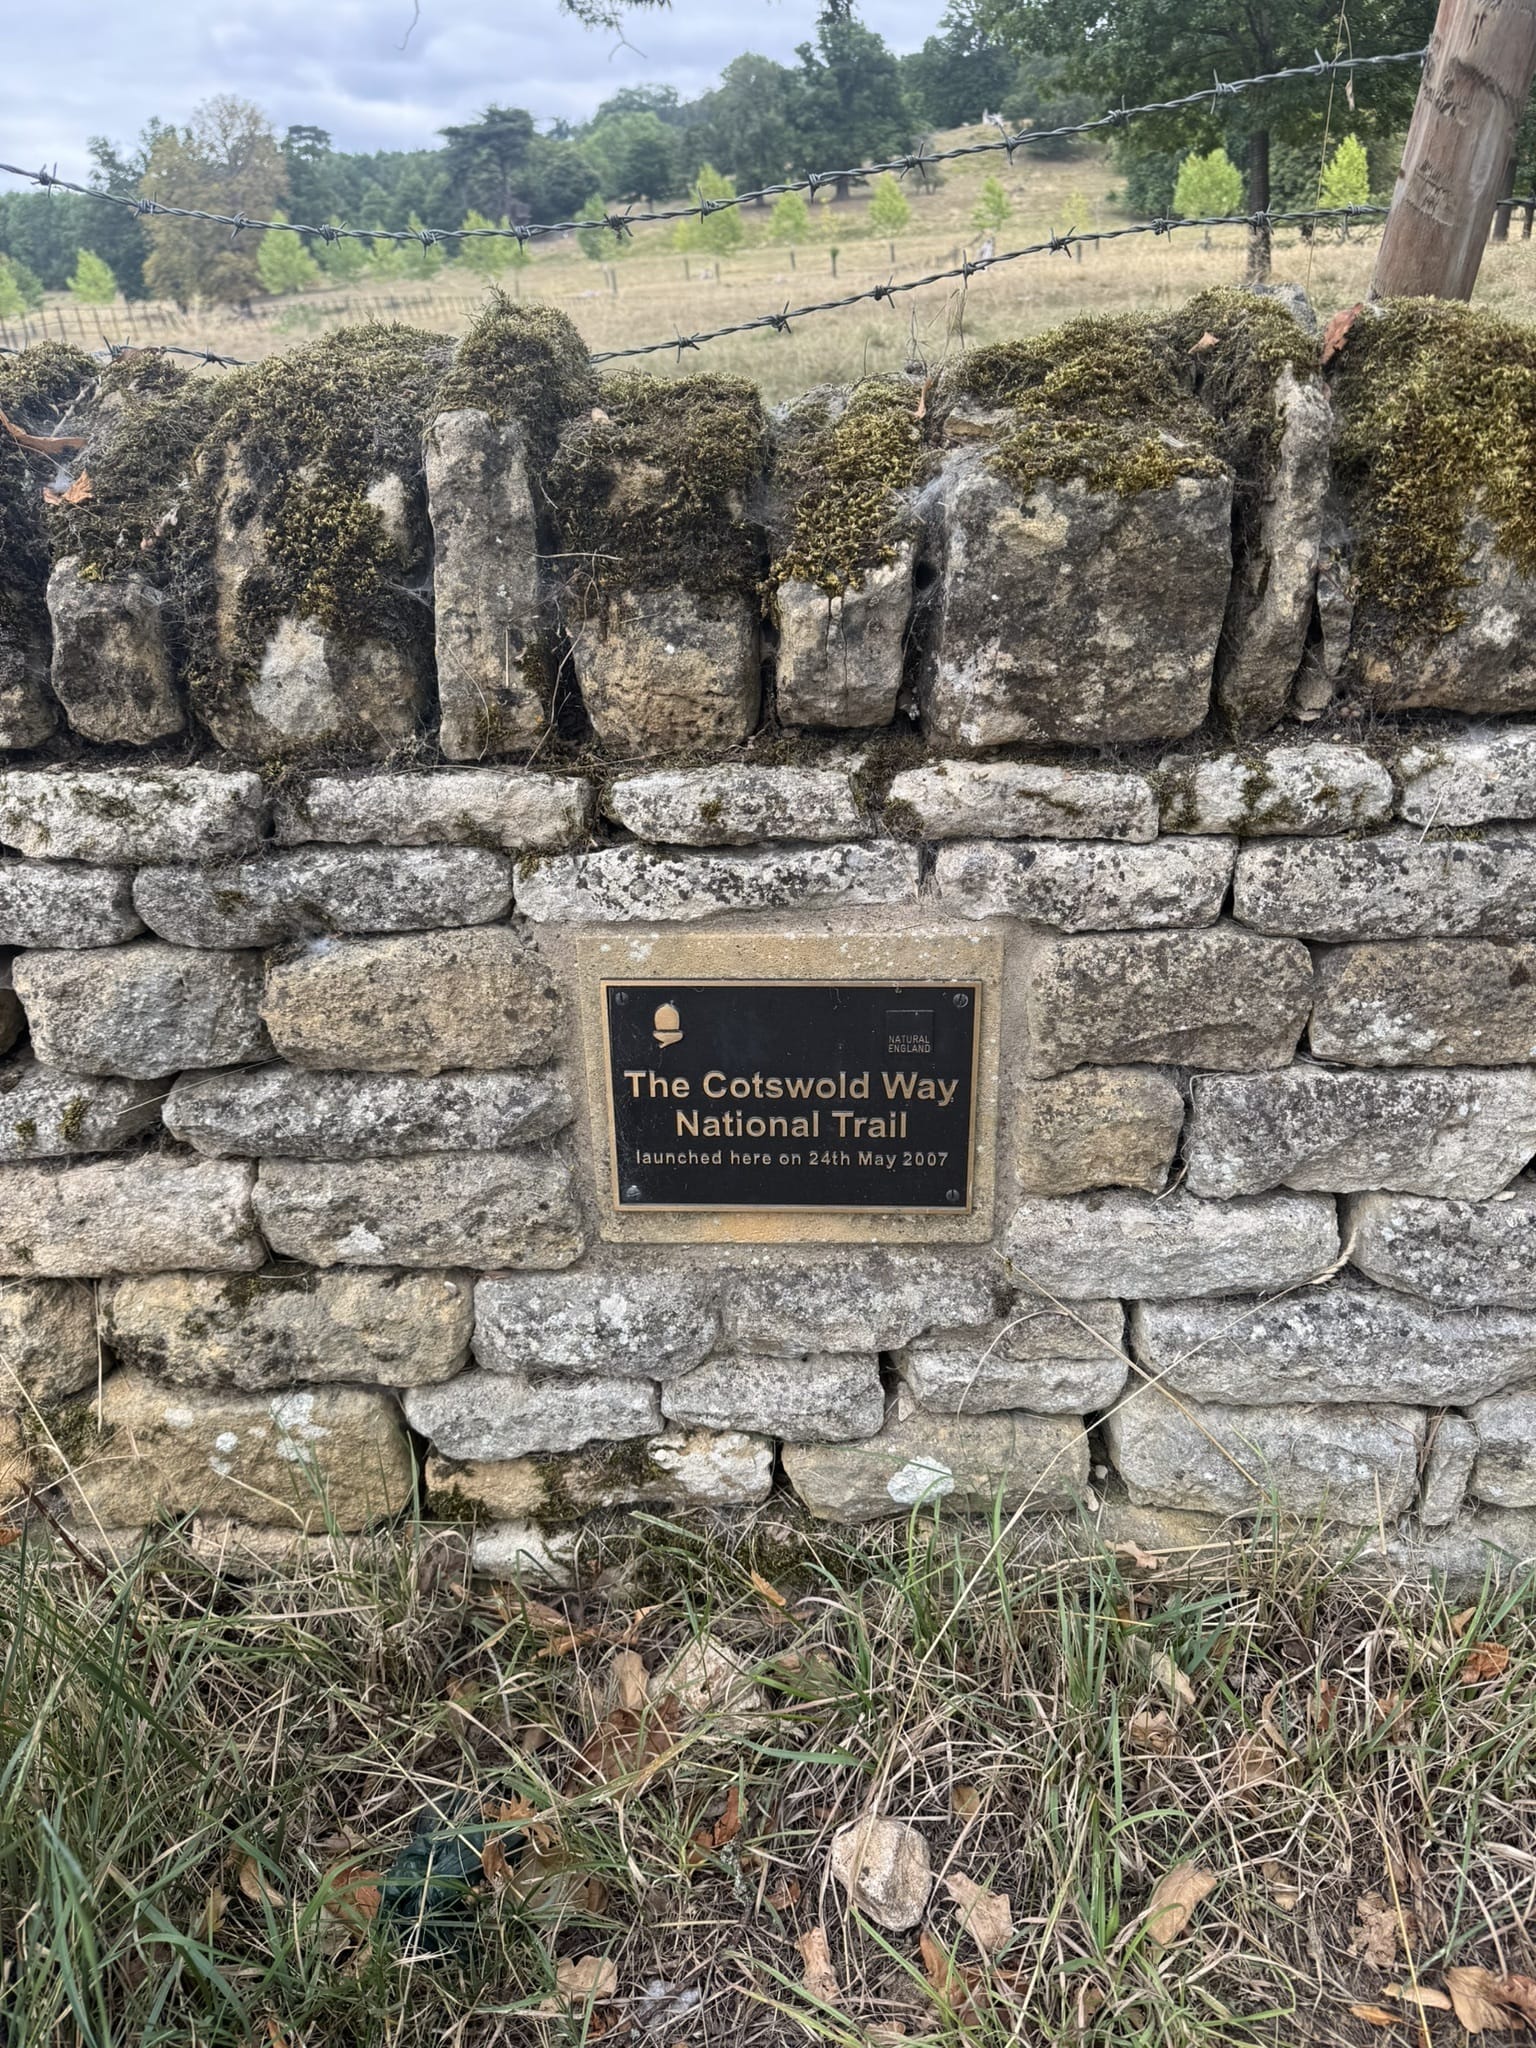 NATURAL
ENGLAND
The Cotswold Way
National Trail
launched here on 24th May 2007